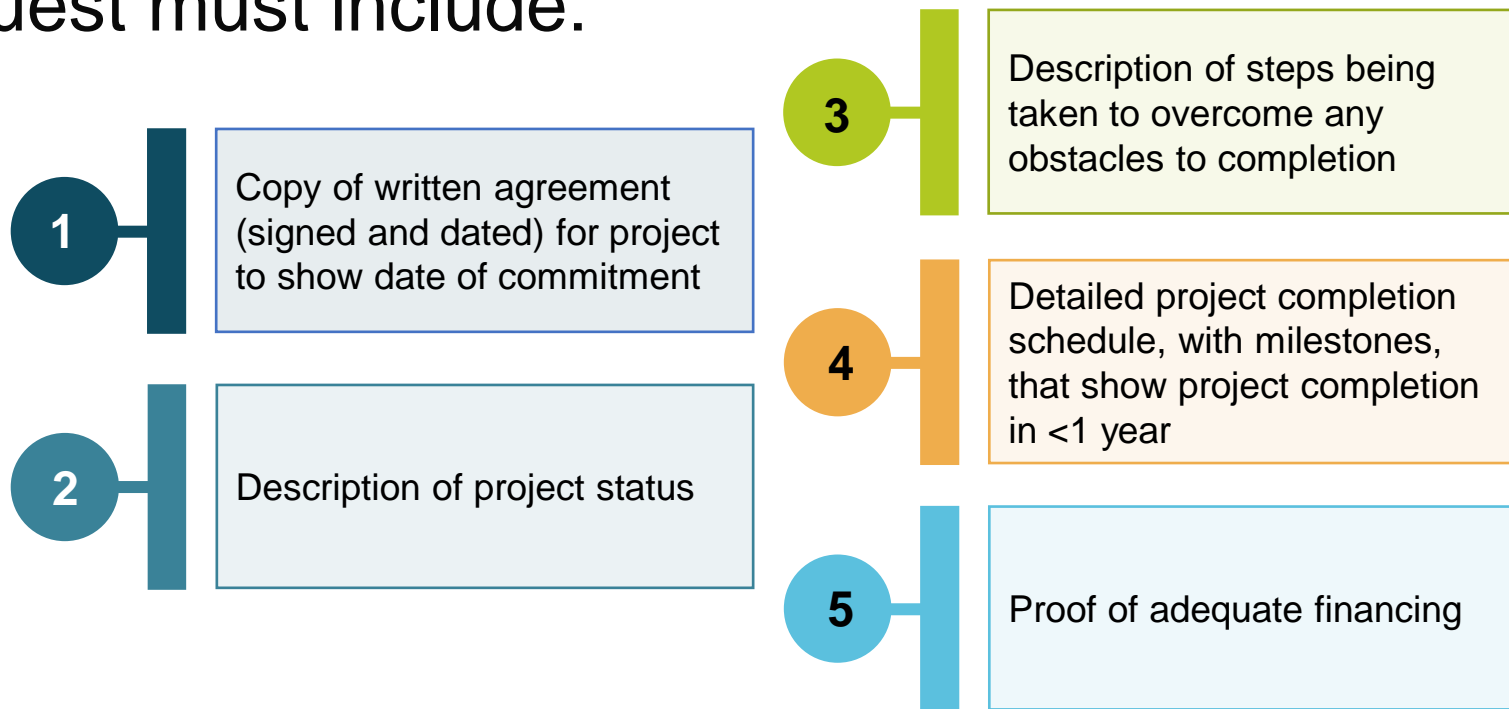 must include:
1
Copy of written agreement
(signed and dated) for project
to show date of commitment
2
Description of project status
3
Description of steps being
taken to overcome any
obstacles to completion
4
Detailed project completion
schedule, with milestones,
that show project completion
in <1 year
5
Proof of adequate financing